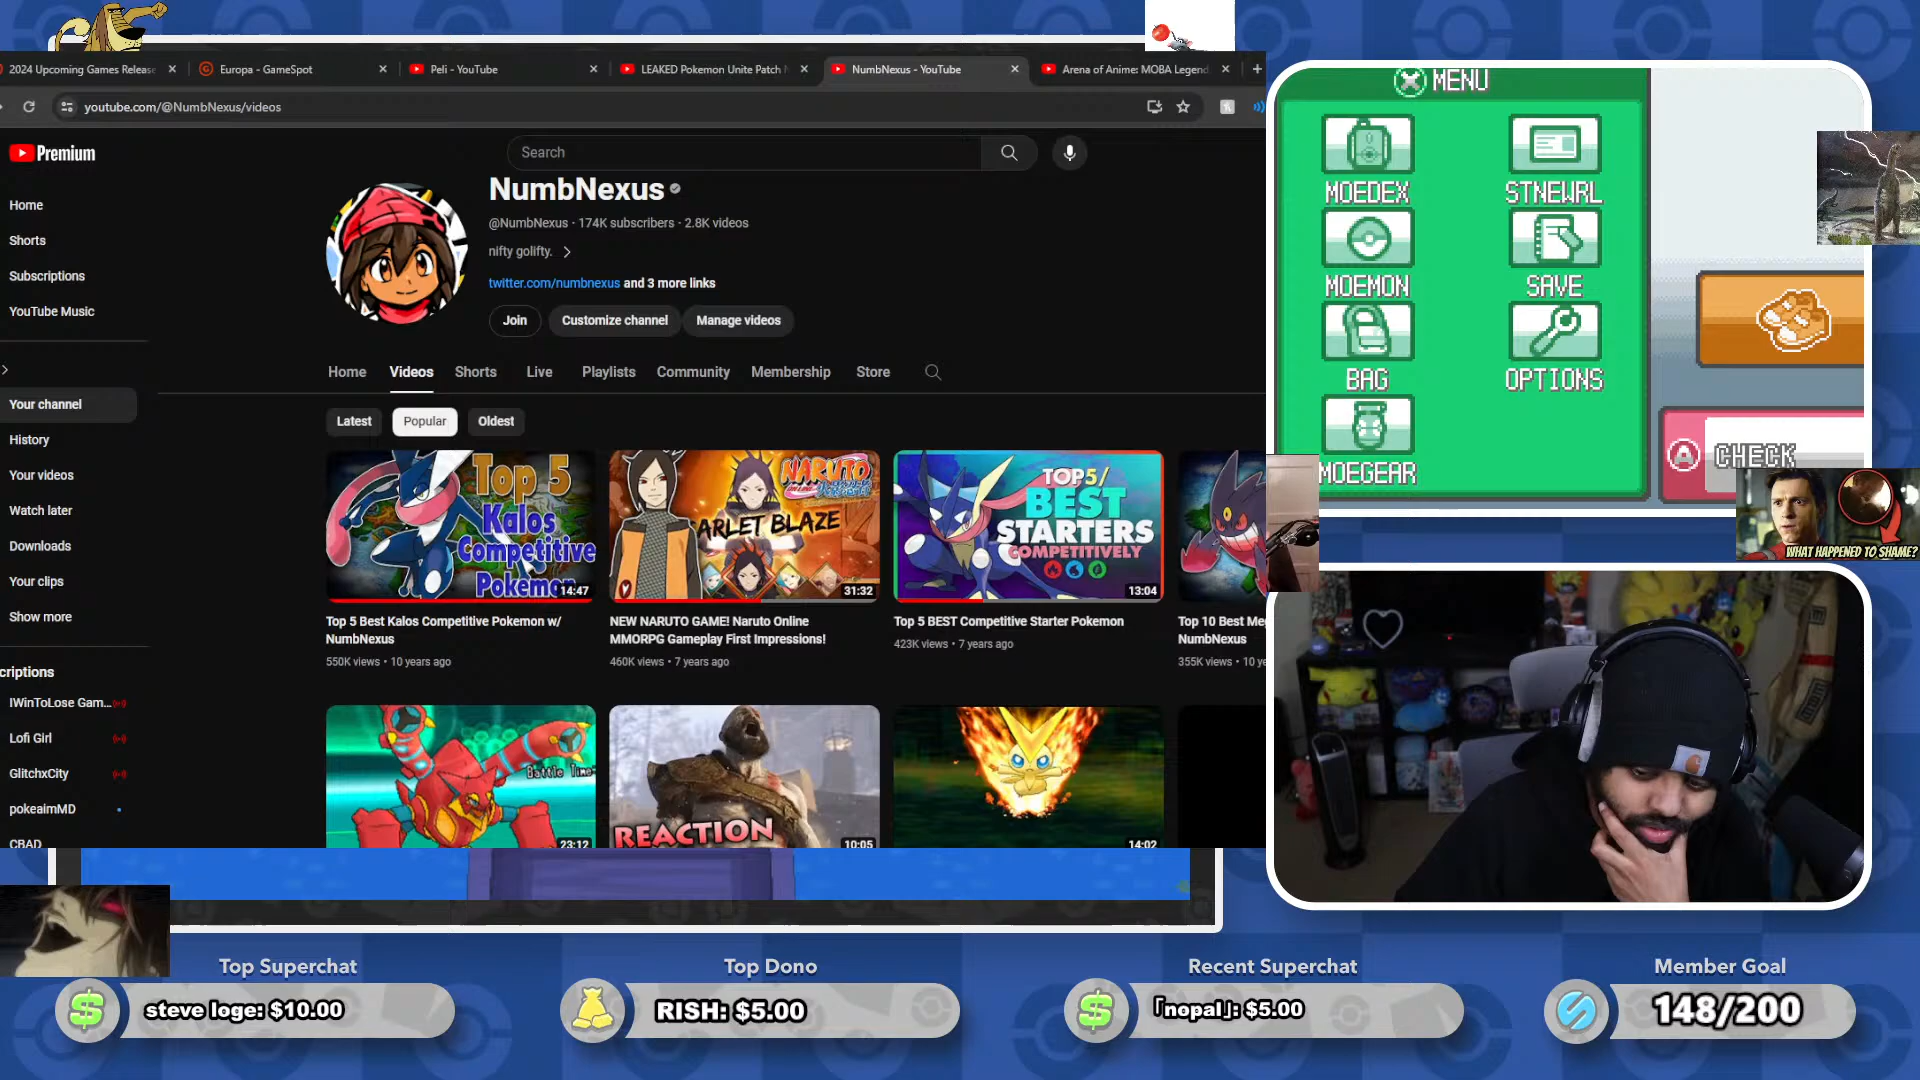 2024 Upcoming Games Release
Europa - GameSpot
Peli - YouTube
LEAKED Pokemon Unite Patch
NumbNexus - YouTube
Arena of Anime: MOBA Legend
youtube.com/@NumbNexus/videos
Premium
Search
Home
Shorts
Subscriptions
YouTube Music
Your channel
History
Your videos
Watch later
Downloads
Your clips
Show more
criptions
IWinToLose Gam...
Lofi Girl
GlitchxCity
pokeaimMD
CBAD
NumbNexus
@NumbNexus · 174K subscribers · 2.8K videos
nifty golifty.
twitter.com/numbnexus and 3 more links
Join
Customize channel
Manage videos
Home
Videos
Shorts
Live
Playlists
Community
Membership
Store
Latest
Popular
Oldest
Top 5
Kalos
Competitive
Pokemon
14:47
NARUTO
ARLET BLAZE
31:32
TOP5/
BEST
STARTERS
COMPETITIVELY
13:04
Top 5 Best Kalos Competitive Pokemon w/
NumbNexus
550K views · 10 years ago
NEW NARUTO GAME! Naruto Online
MMORPG Gameplay First Impressions!
460K views · 7 years ago
Top 5 BEST Competitive Starter Pokemon
423K views · 7 years ago
Top 10 Best Me
NumbNexus
355K views · 10 ye
Battle Time
23:12
REACTION
10:05
14:02
MENU
MOEDEX
STNEWRL
MOEMON
SAVE
BAG
OPTIONS
MOEGEAR
A CHECK
WHAT HAPPENED TO SHAME?
Top Superchat
steve loge: $10.00
Top Dono
RISH: $5.00
Recent Superchat
「nopal」: $5.00
Member Goal
148/200